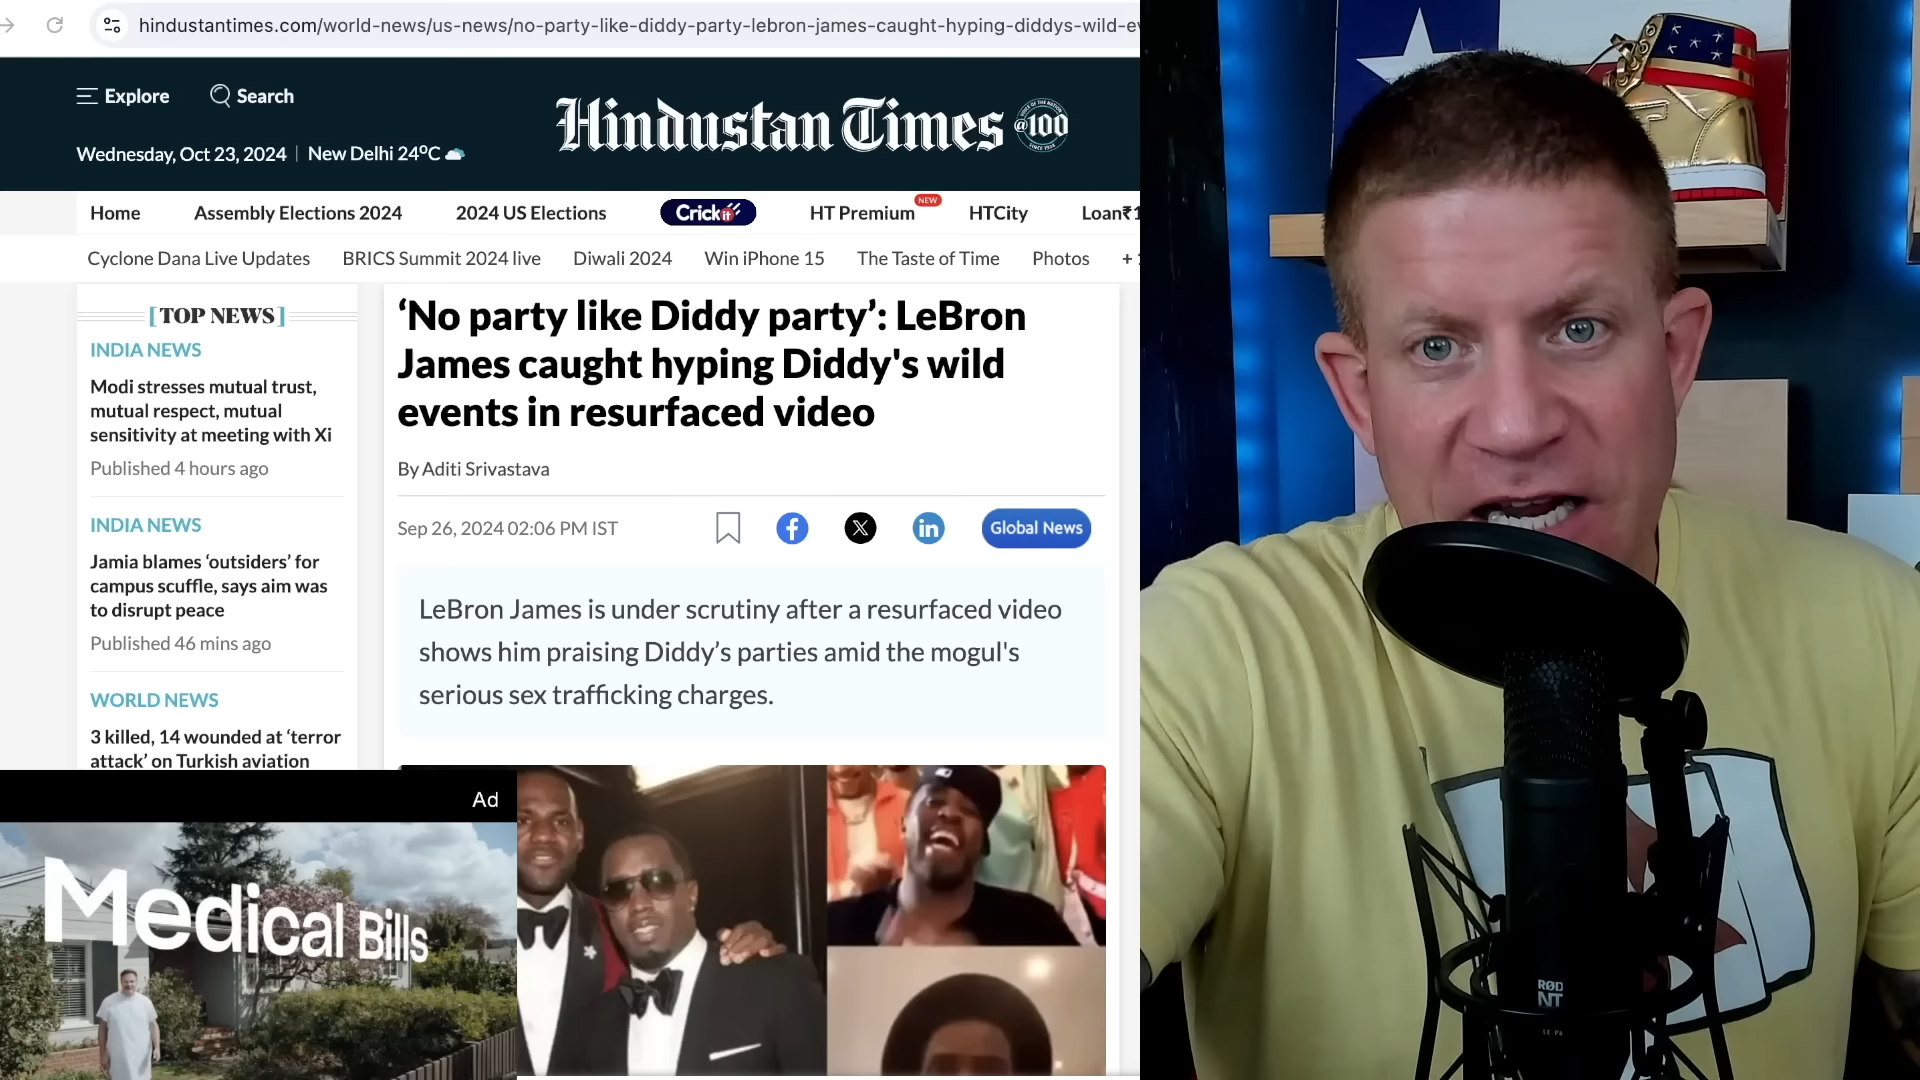 hindustantimes.com/world-news/us-news/no-party-like-diddy-party-lebron-james-caught-hyping-diddys-wild-ev
Explore
Search
Hindustan Times
@100
Wednesday, Oct 23, 2024 | New Delhi 24°C
Home
Assembly Elections 2024
2024 US Elections
Crickit
HT Premium
NEW
HTCity
Loan₹1
Cyclone Dana Live Updates
BRICS Summit 2024 live
Diwali 2024
Win iPhone 15
The Taste of Time
Photos
+
[TOP NEWS]
INDIA NEWS
Modi stresses mutual trust,
mutual respect, mutual
sensitivity at meeting with Xi
Published 4 hours ago
INDIA NEWS
Jamia blames ‘outsiders’ for
campus scuffle, says aim was
to disrupt peace
Published 46 mins ago
WORLD NEWS
3 killed, 14 wounded at ‘terror
attack’ on Turkish aviation
‘No party like Diddy party’: LeBron
James caught hyping Diddy's wild
events in resurfaced video
By Aditi Srivastava
Sep 26, 2024 02:06 PM IST
f
X
in
Global News
LeBron James is under scrutiny after a resurfaced video
shows him praising Diddy’s parties amid the mogul's
serious sex trafficking charges.
Ad
Medical Bills
T
RØD
NT